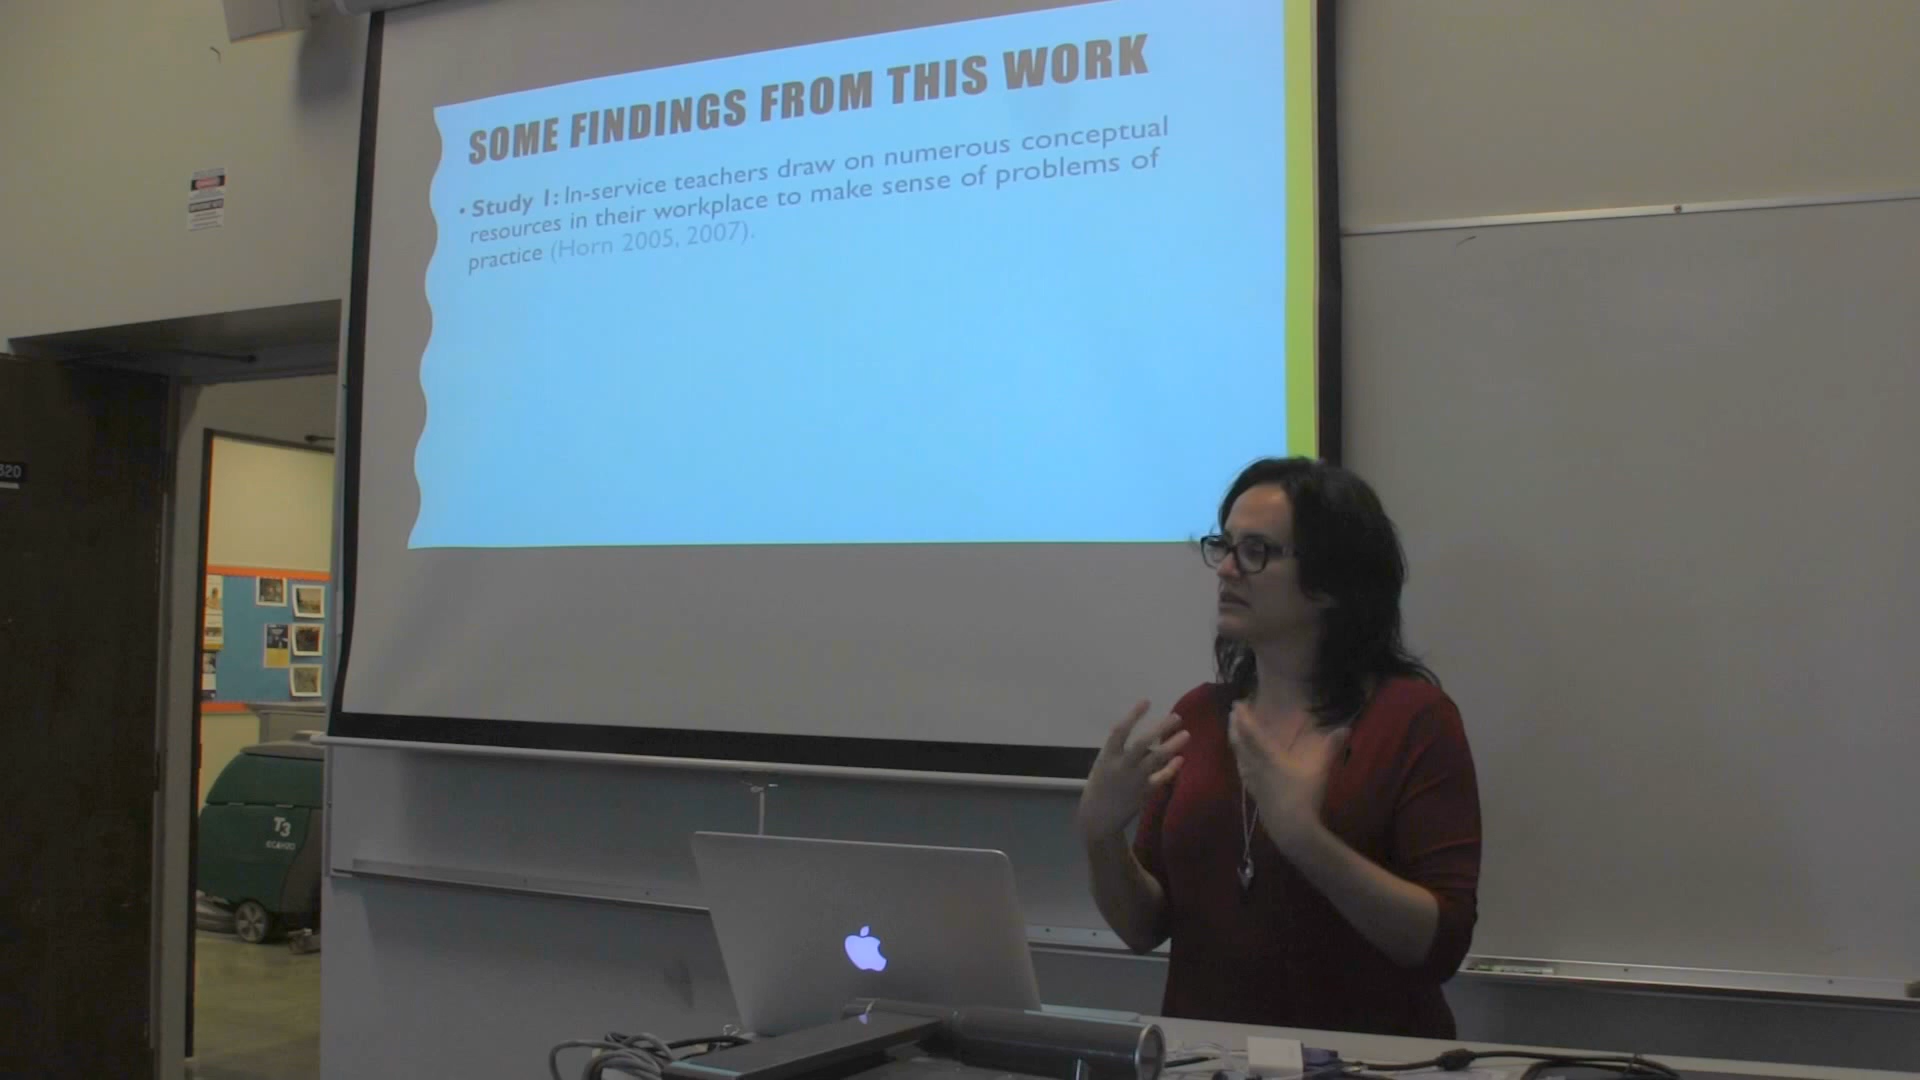 SOME FINDINGS FROM THIS WORK
• Study 1: In-service teachers draw on numerous conceptual
resources in their workplace to make sense of problems of
practice (Horn 2005, 2007).
320
T3